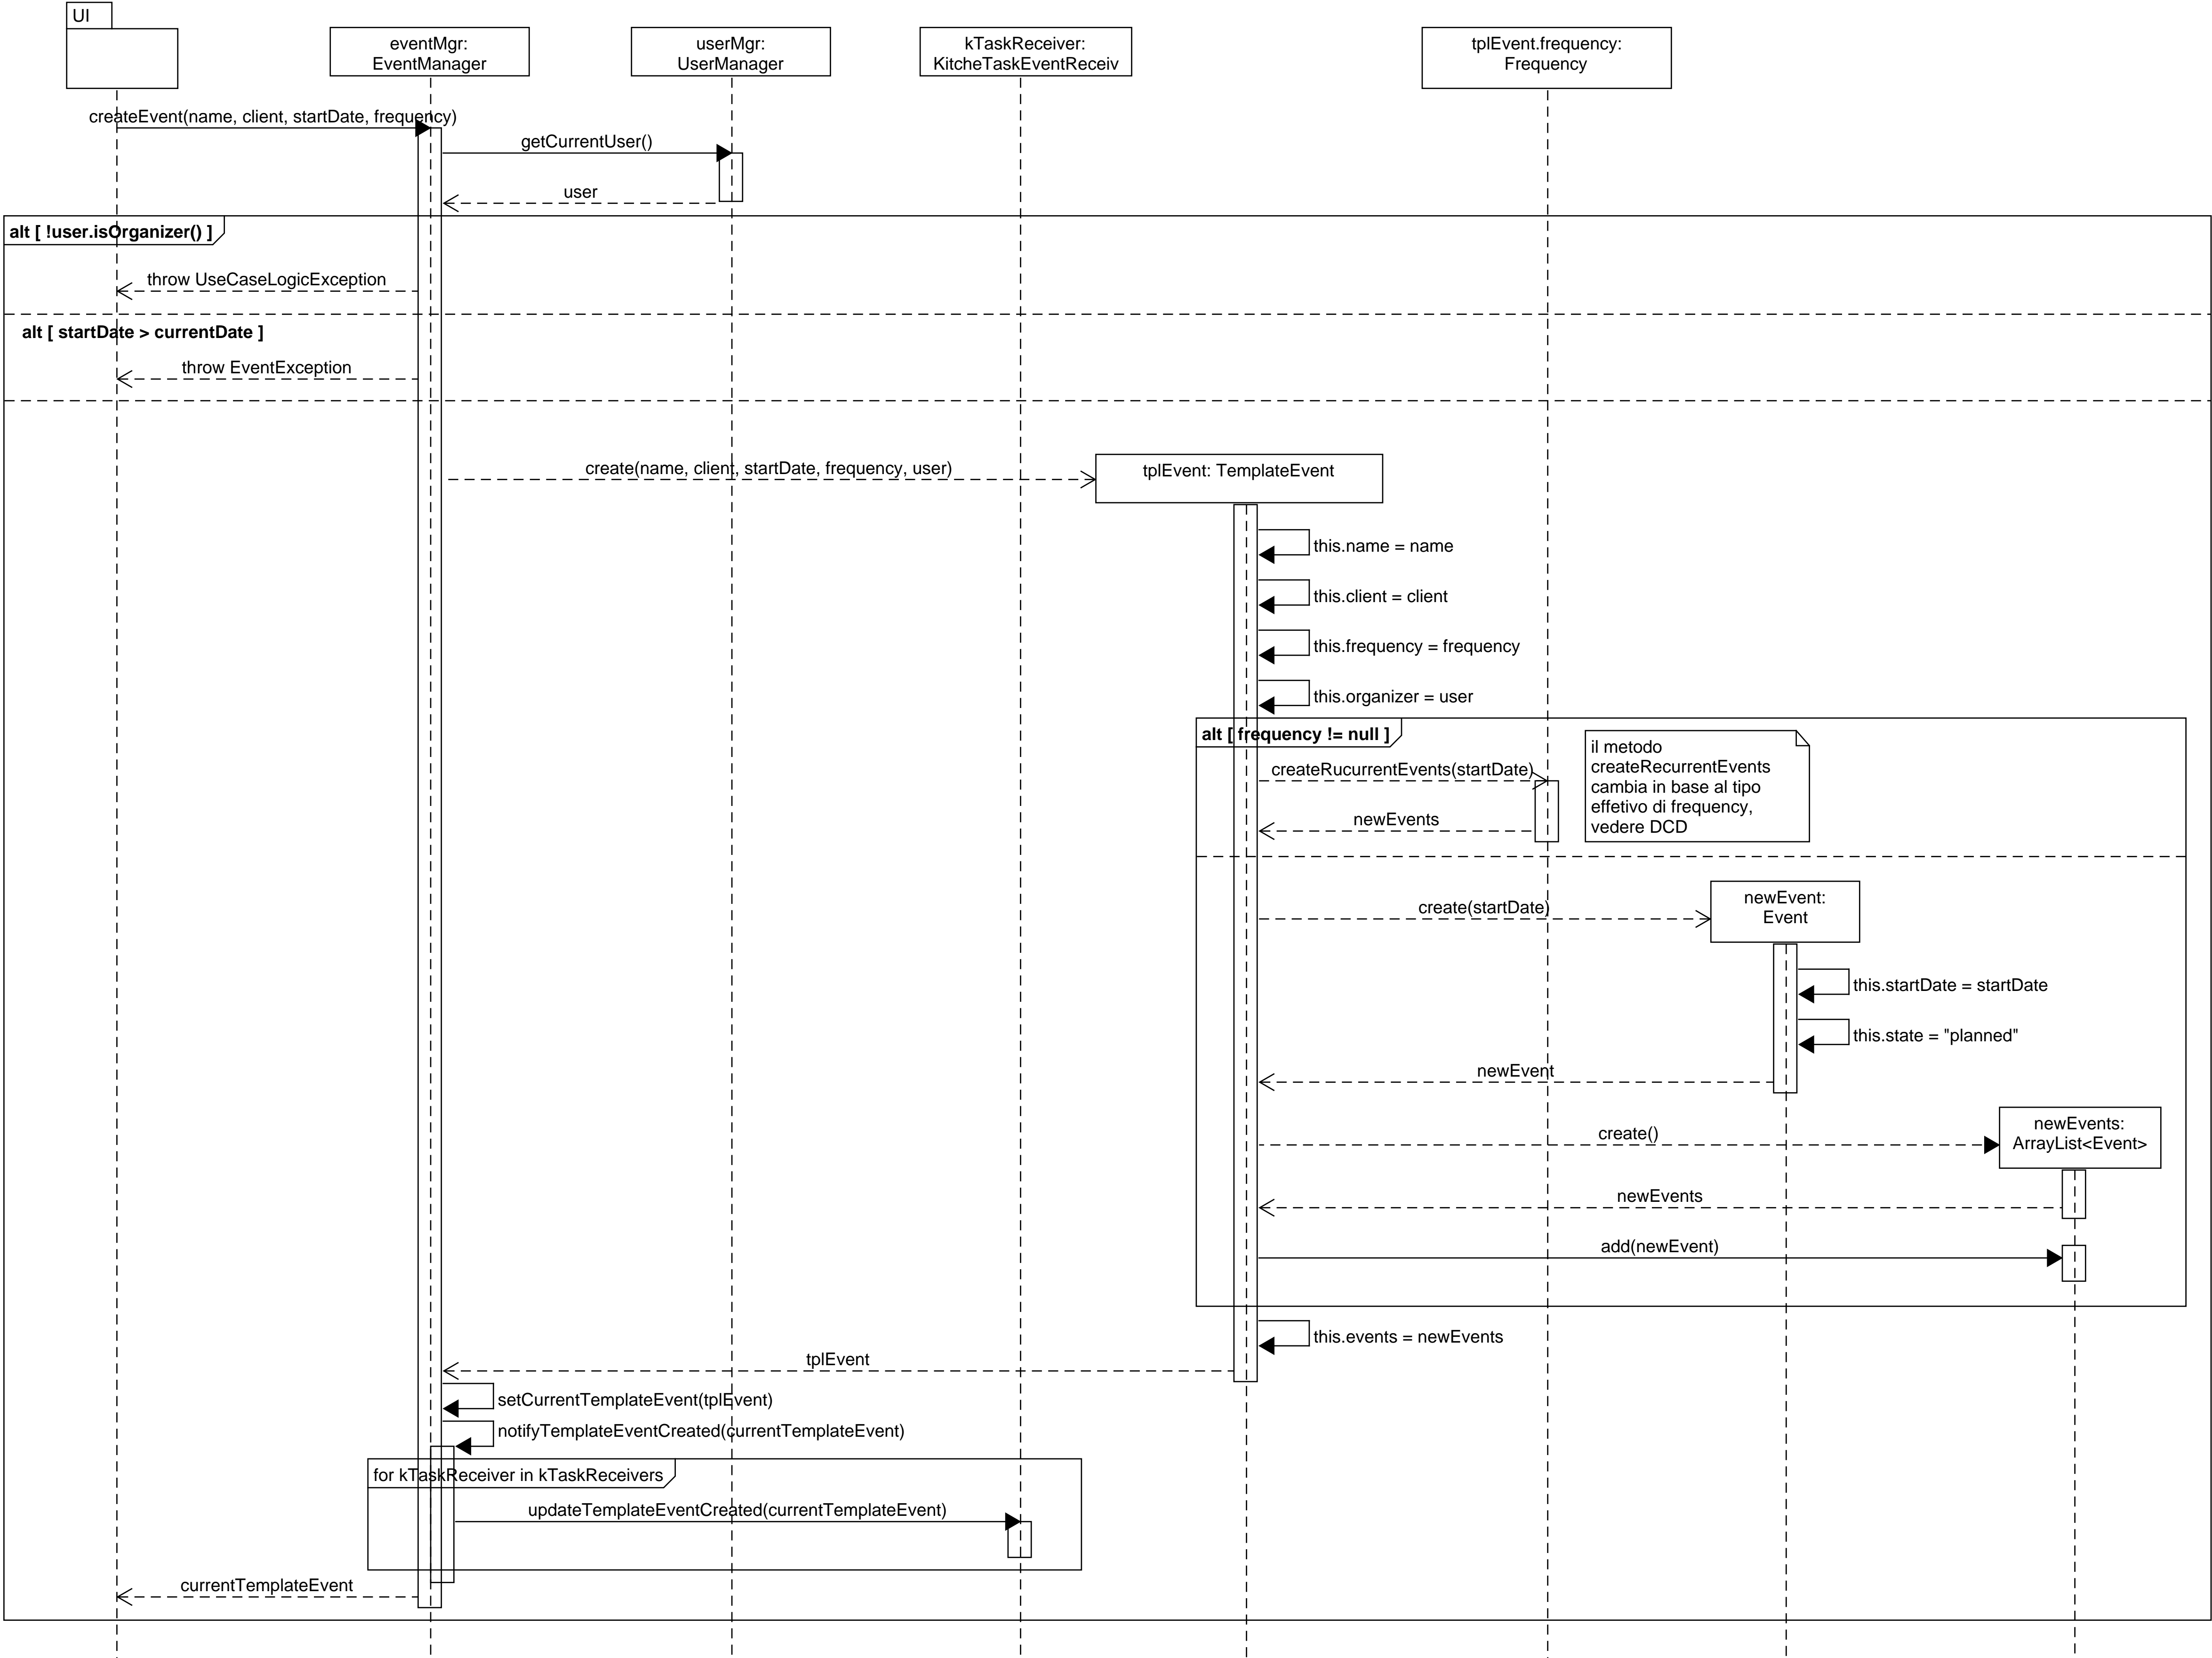 UI
eventMgr:
EventManager
userMgr:
UserManager
kTaskReceiver:
KitcheTaskEventReceiv
tplEvent.frequency:
Frequency
createEvent(name, client, startDate, frequency)
getCurrentUser()
user
alt [ !user.isOrganizer() ]
throw UseCaseLogicException
alt [ startDate > currentDate ]
throw EventException
create(name, client, startDate, frequency, user)
tplEvent: TemplateEvent
this.name = name
this.client = client
this.frequency = frequency
this.organizer = user
alt [ frequency != null ]
createRucurrentEvents(startDate)
newEvents
il metodo
createRecurrentEvents
cambia in base al tipo
effetivo di frequency,
vedere DCD
create(startDate)
newEvent:
Event
this.startDate = startDate
this.state = "planned"
newEvent
create()
newEvents:
ArrayList<Event>
newEvents
add(newEvent)
this.events = newEvents
tplEvent
setCurrentTemplateEvent(tplEvent)
notifyTemplateEventCreated(currentTemplateEvent)
for kTaskReceiver in kTaskReceivers
updateTemplateEventCreated(currentTemplateEvent)
currentTemplateEvent